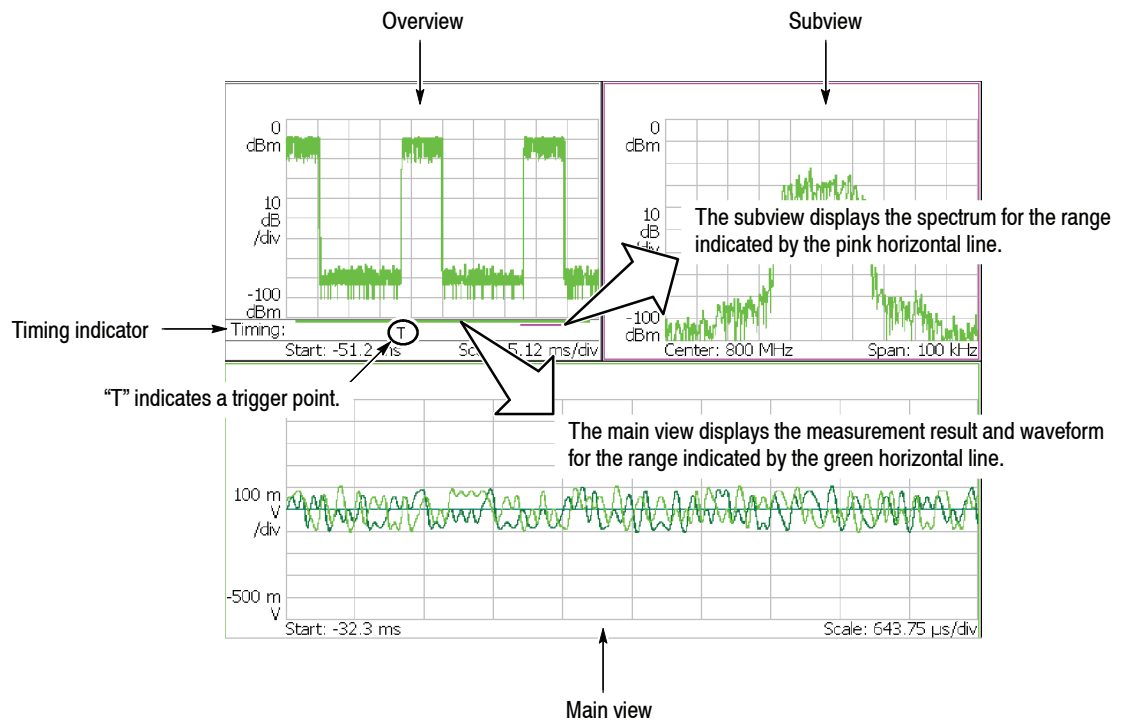 Overview
Subview
0
dBm
10
dB
/div
-100
dBm
Timing:
T
Start: -51.2 ms
5.12 ms/div
0
dBm
10
dB
/div
-100
dBm
Center: 800 MHz
Span: 100 kHz
The subview displays the spectrum for the range
indicated by the pink horizontal line.
Timing indicator
“T” indicates a trigger point.
The main view displays the measurement result and waveform
for the range indicated by the green horizontal line.
100 m
V
/div
-500 m
V
Start: -32.3 ms
Scale: 643.75 µs/div
Main view